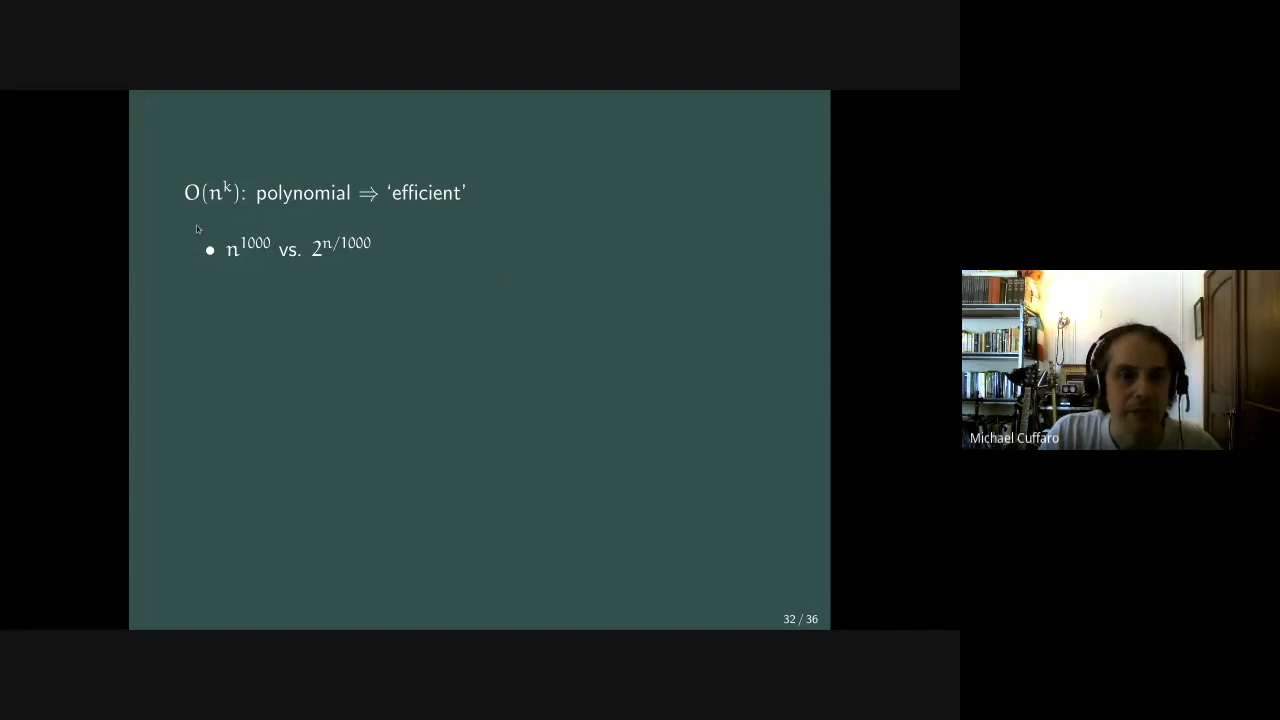 O(n^k): polynomial ⇒ ‘efficient’
• n^1000 vs. 2^n/1000
32 / 36
Michael Cuffaro